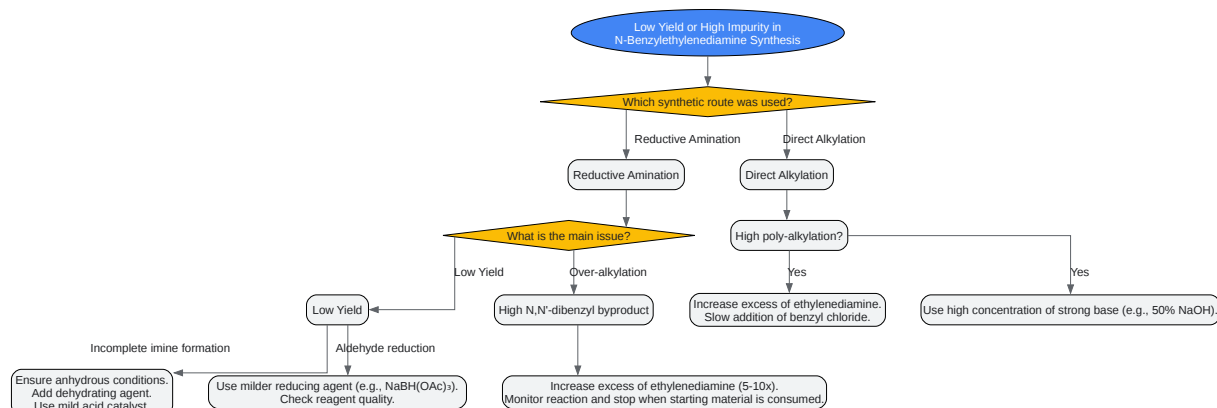 Low Yield or High Impurity in
N-Benzylethylenediamine Synthesis
Which synthetic route was used?
Reductive Amination
Direct Alkylation
Reductive Amination
Direct Alkylation
What is the main issue?
High poly-alkylation?
Low Yield
Over-alkylation
Yes
Yes
Low Yield
High N,N'-dibenzyl byproduct
Increase excess of ethylenediamine.
Slow addition of benzyl chloride.
Use high concentration of strong base (e.g., 50% NaOH).
Incomplete imine formation
Aldehyde reduction
Ensure anhydrous conditions.
Add dehydrating agent.
Use mild acid catalyst.
Use milder reducing agent (e.g., NaBH(OAc)₃).
Check reagent quality.
Increase excess of ethylenediamine (5-10x).
Monitor reaction and stop when starting material is consumed.